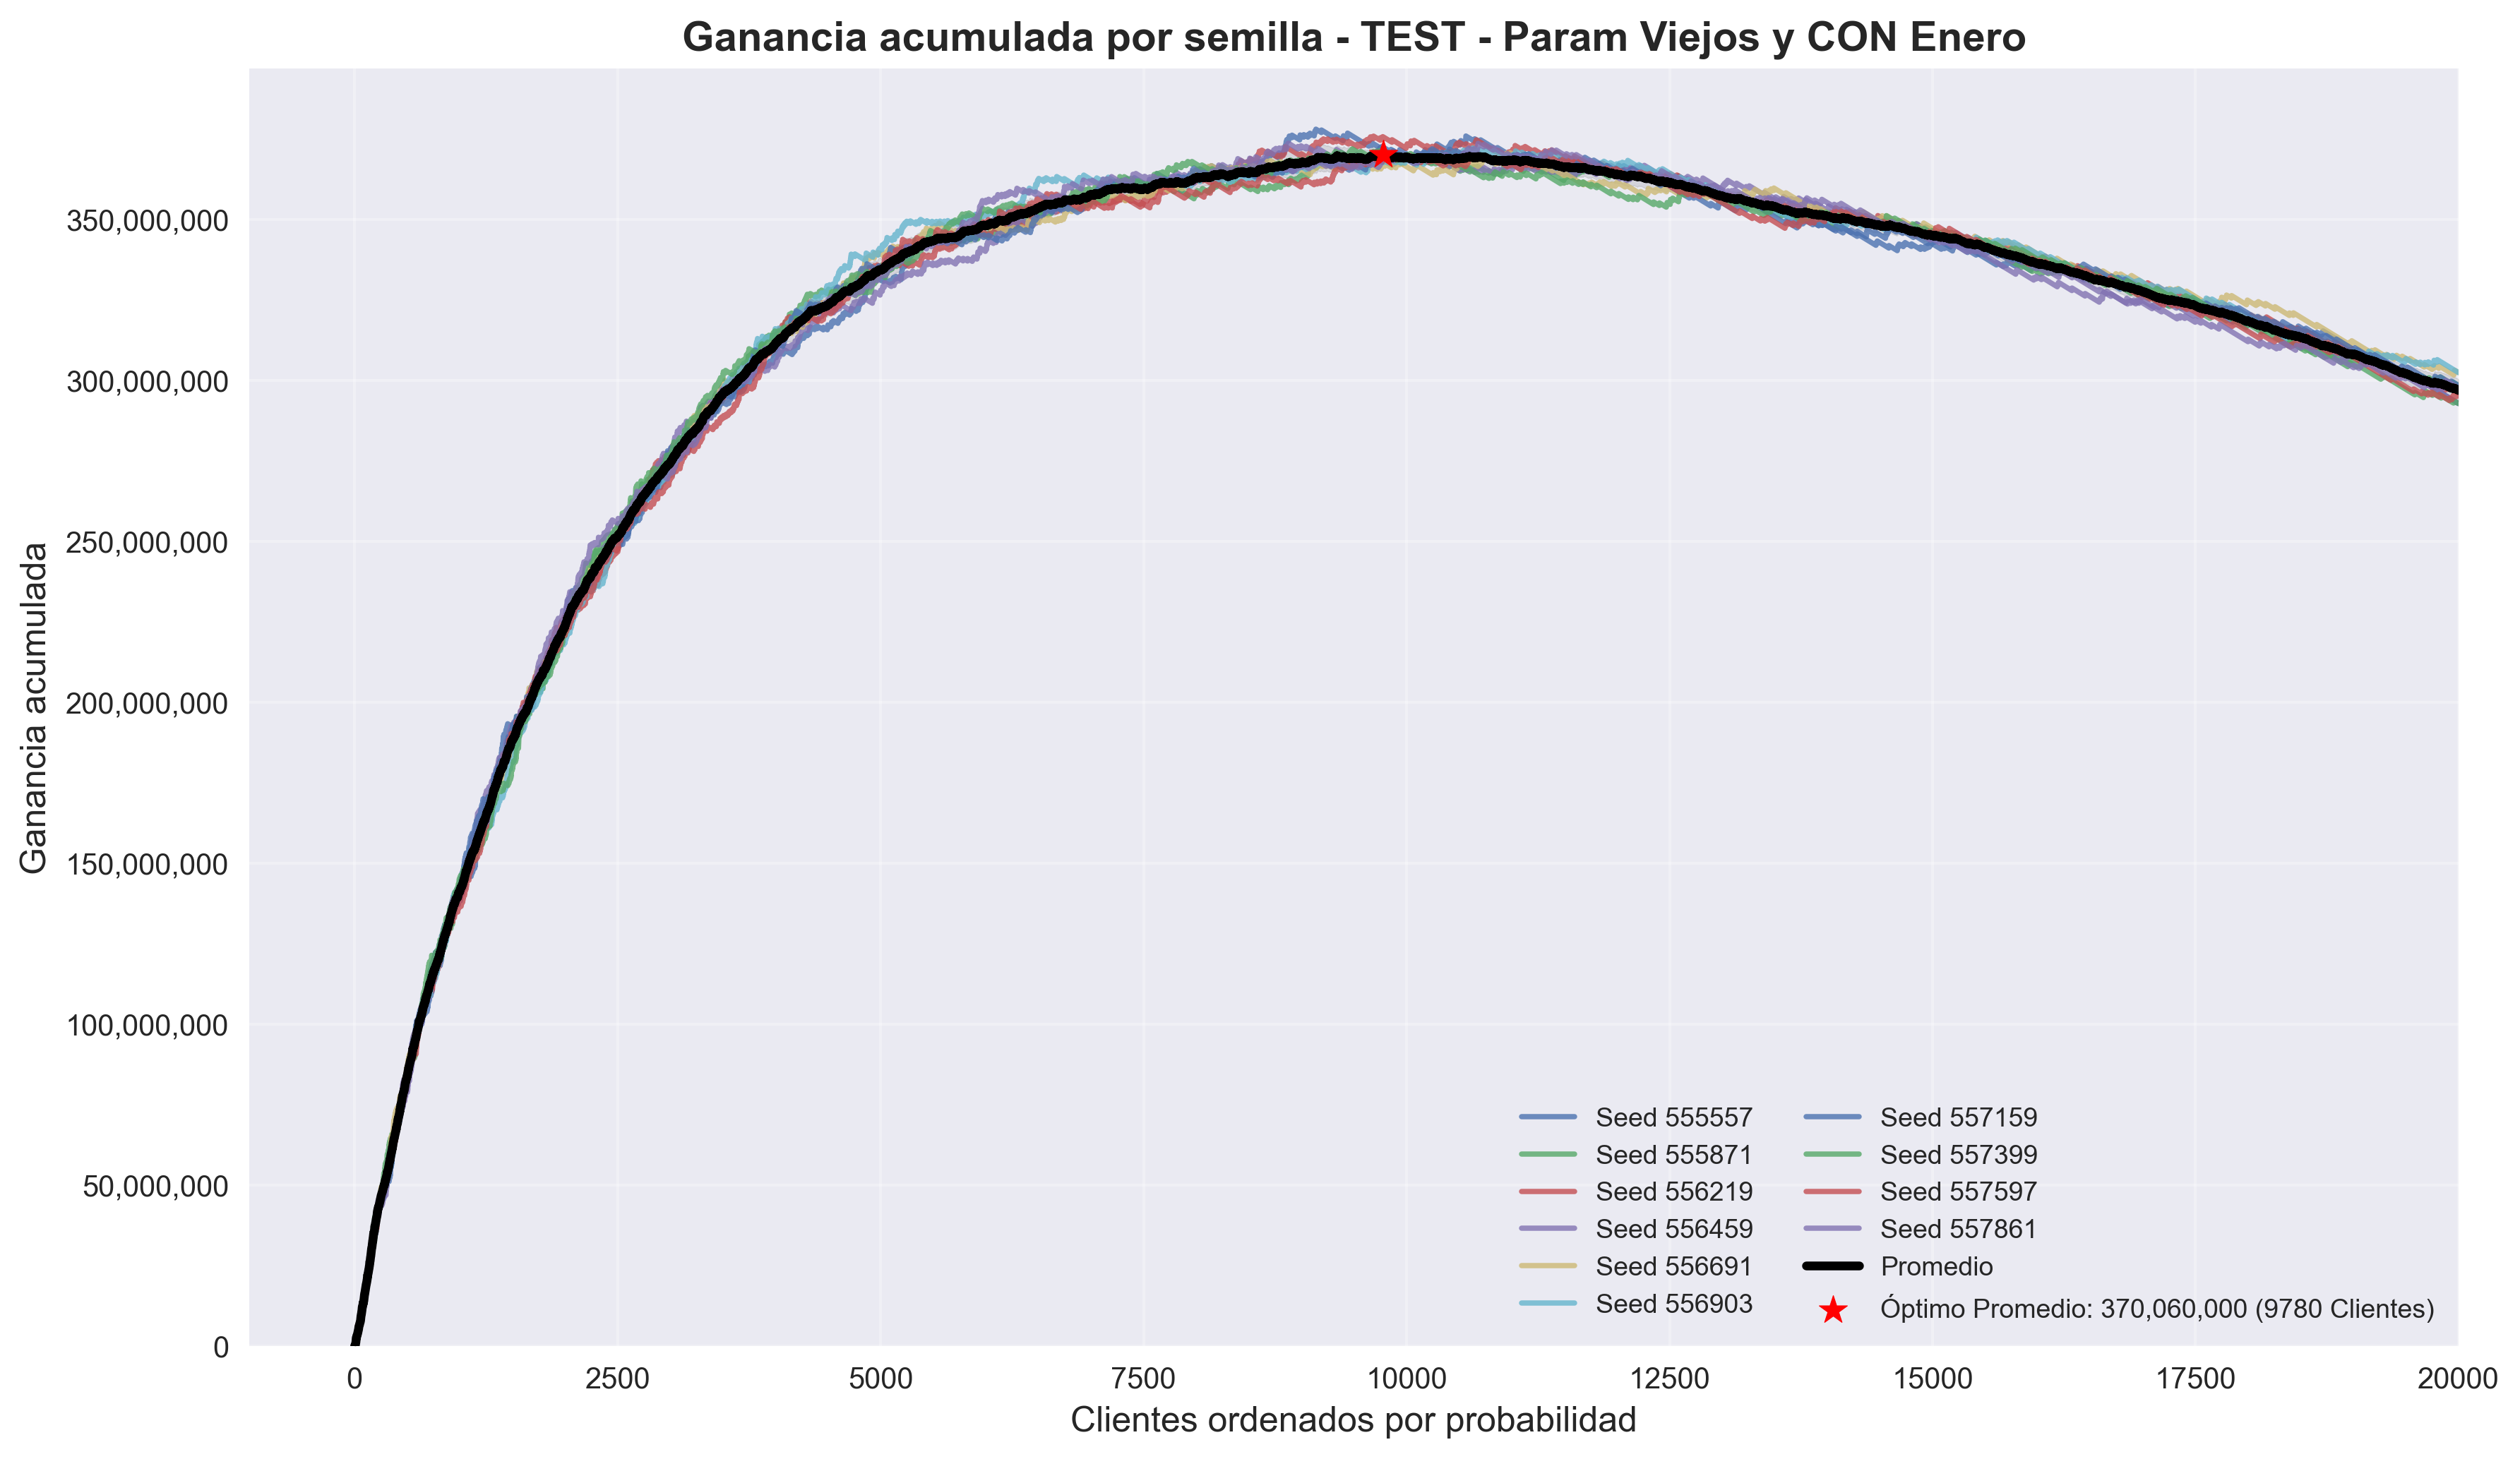 Ganancia acumulada por semilla - TEST - Param Viejos y CON Enero
Ganancia acumulada
350,000,000
300,000,000
250,000,000
200,000,000
150,000,000
100,000,000
50,000,000
0
0
2500
5000
7500
10000
12500
15000
17500
20000
Clientes ordenados por probabilidad
Seed 555557
Seed 555871
Seed 556219
Seed 556459
Seed 556691
Seed 556903
Seed 557159
Seed 557399
Seed 557597
Seed 557861
Promedio
Óptimo Promedio: 370,060,000 (9780 Clientes)